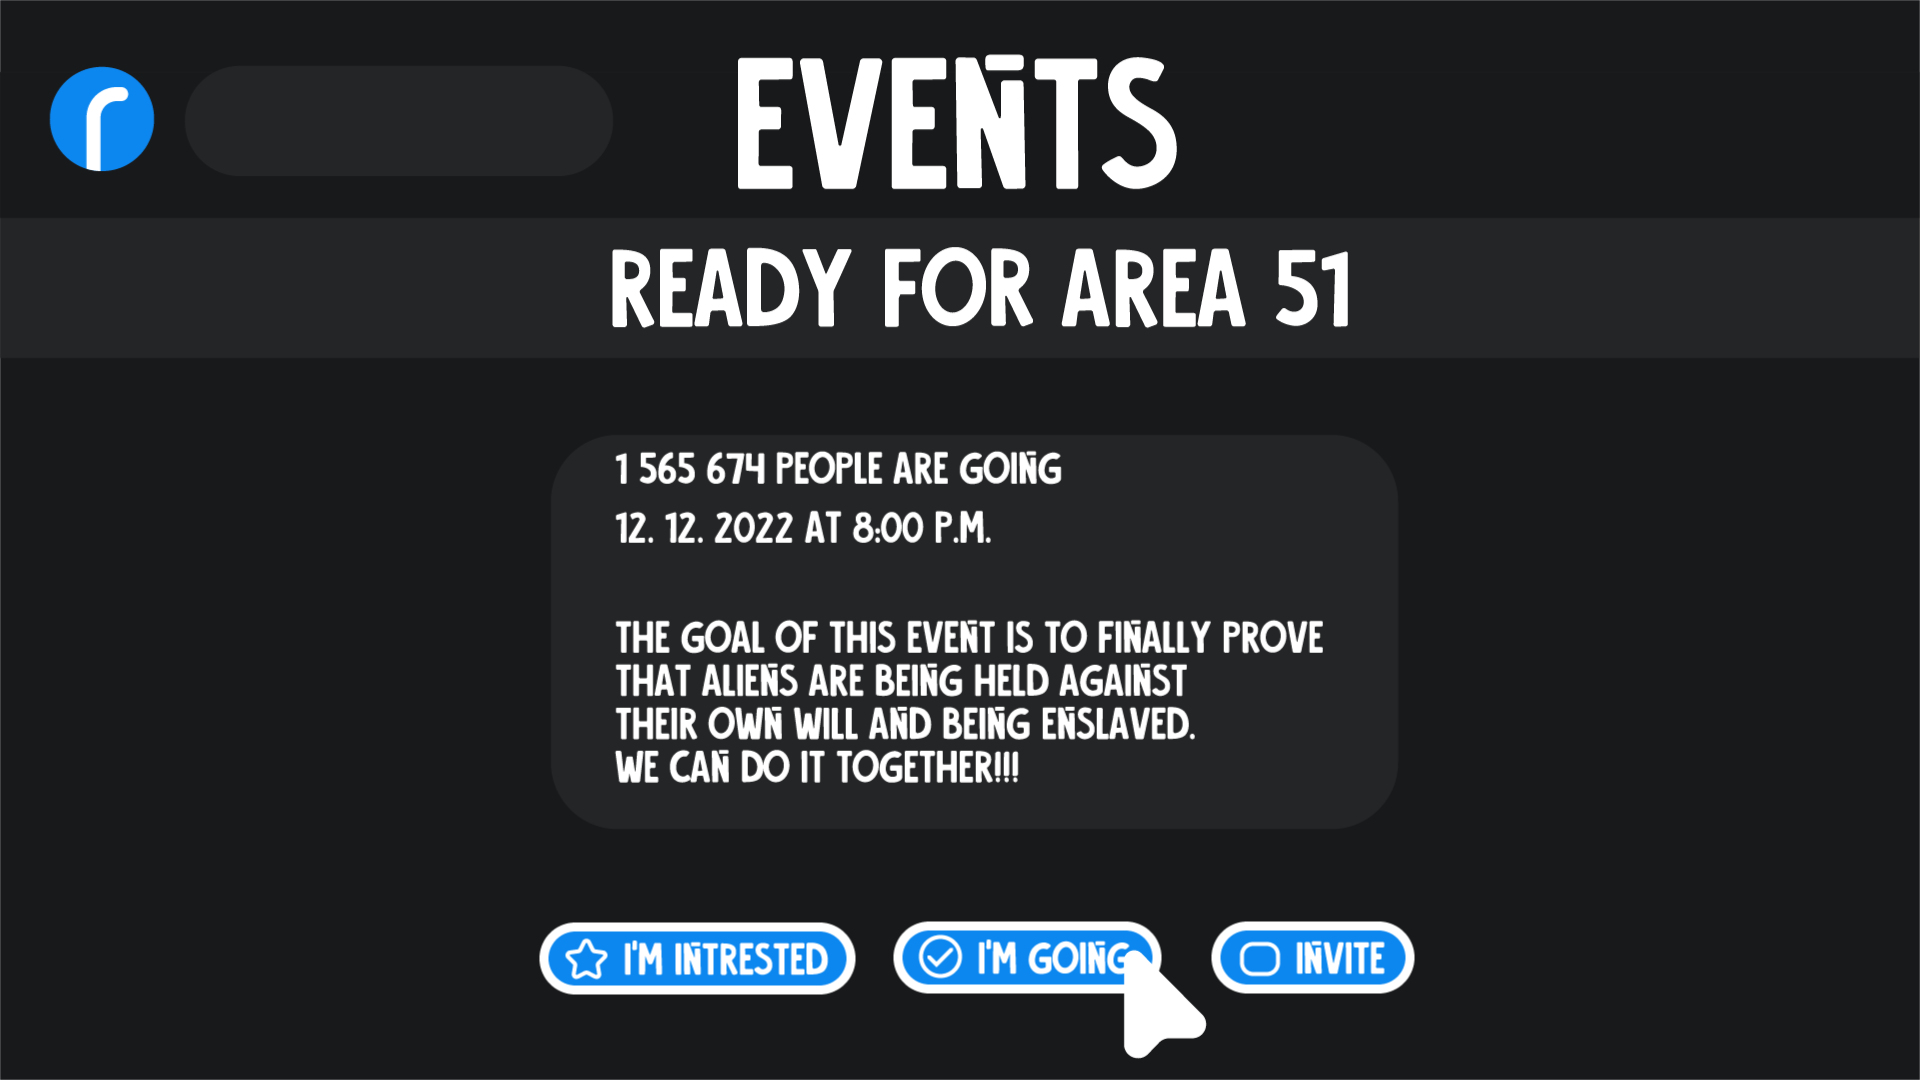 EVENTS
READY FOR AREA 51
1 565 674 PEOPLE ARE GOING
12. 12. 2022 AT 8:00 P.M.
THE GOAL OF THIS EVENT IS TO FINALLY PROVE
THAT ALIENS ARE BEING HELD AGAINST
THEIR OWN WILL AND BEING ENSLAVED.
WE CAN DO IT TOGETHER!!!
I'M INTRESTED
I'M GOING
INVITE